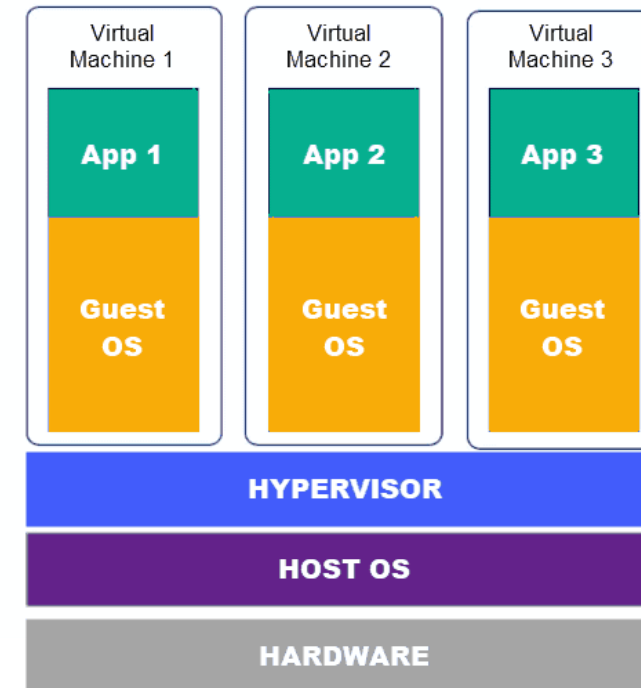 Virtual
Machine 1
Virtual
Machine 2
Virtual
Machine 3
App 1
App 2
App 3
Guest
OS
Guest
OS
Guest
OS
HYPERVISOR
HOST OS
HARDWARE